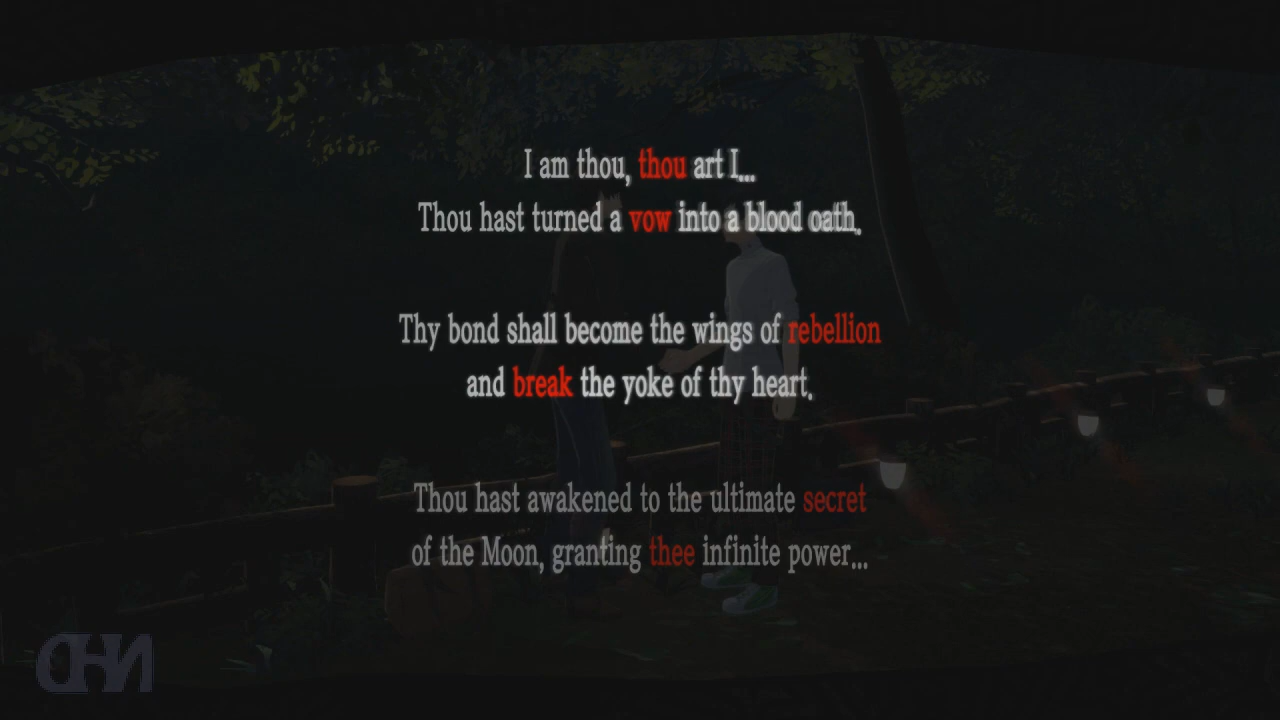 I am thou, thou art I...
Thou hast turned a vow into a blood oath.
Thy bond shall become the wings of rebellion
and break the yoke of thy heart.
Thou hast awakened to the ultimate secret
of the Moon, granting thee infinite power...